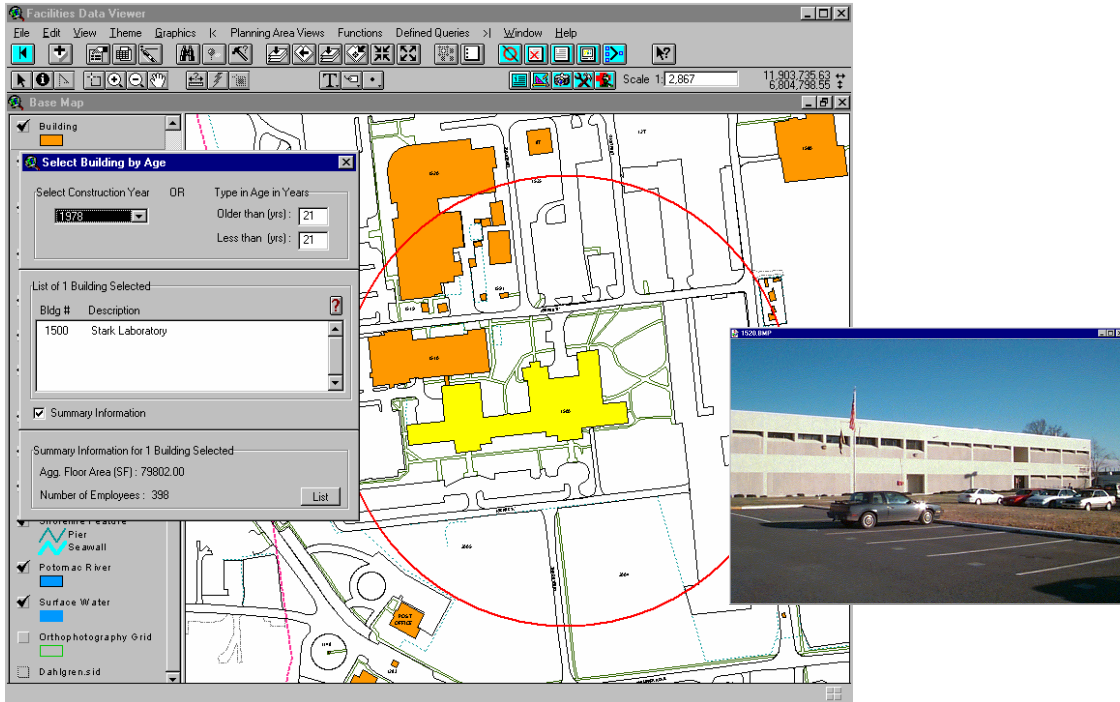 Facilities Data Viewer
File Edit View Theme Graphics |< Planning Area Views Functions Defined Queries >| Window Help
Scale 1: 2,867
11,903,735.63
6,804,798.55
Base Map
Building
Select Building by Age
Select Construction Year OR Type in Age in Years
1978
Older than (yrs) : 21
Less than (yrs) : 21
List of 1 Building Selected
Bldg # Description
1500 Stark Laboratory
Summary Information
Summary Information for 1 Building Selected
Agg. Floor Area (SF) : 79802.00
Number of Employees : 398
List
Shoreline Feature
Pier
Seawall
Potomac River
Surface Water
Orthophotography Grid
Dahlgren.sid
1520
POST
OFFICE
1520.BMP